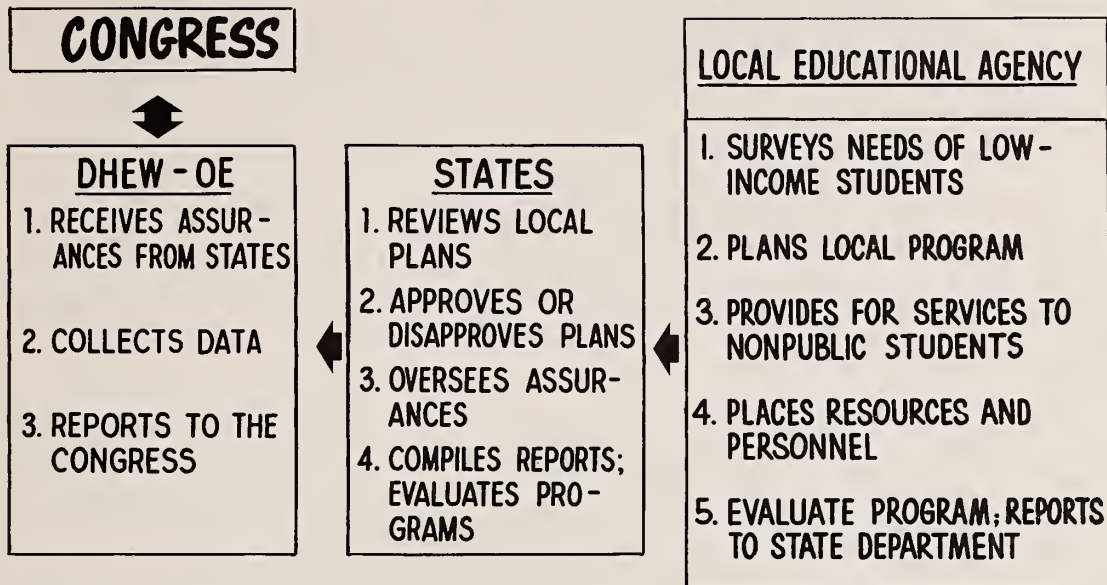 CONGRESS
DHEW - OE
1. RECEIVES ASSUR-
ANCES FROM STATES
2. COLLECTS DATA
3. REPORTS TO THE
CONGRESS
STATES
1. REVIEWS LOCAL
PLANS
2. APPROVES OR
DISAPPROVES PLANS
3. OVERSEES ASSUR-
ANCES
4. COMPILES REPORTS;
EVALUATES PRO-
GRAMS
LOCAL EDUCATIONAL AGENCY
1. SURVEYS NEEDS OF LOW-
INCOME STUDENTS
2. PLANS LOCAL PROGRAM
3. PROVIDES FOR SERVICES TO
NONPUBLIC STUDENTS
4. PLACES RESOURCES AND
PERSONNEL
5. EVALUATE PROGRAM; REPORTS
TO STATE DEPARTMENT